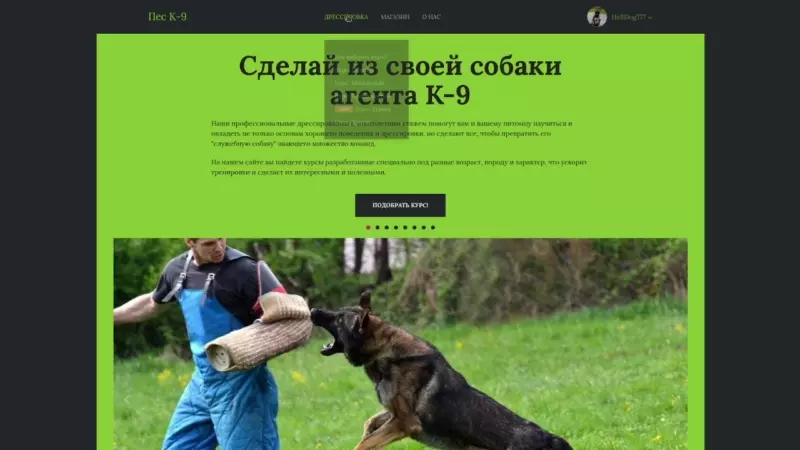 Пес К-9
ДРЕССИРОВКА
МАГАЗИН
О НАС
HellDog777
Сделай из своей собаки
агента К-9
Наши профессиональные дрессировщики с многолетним стажем помогут вам и вашему питомцу научиться и
овладеть не только основам хорошего поведения и дрессировки, но сделают все, чтобы превратить его
"служебную собаку" знающего множество команд.
На нашем сайте вы найдете курсы разработанные специально под разные возраст, породу и характер, что ускорит
тренировки и сделает их интересными и полезными.
ПОДОБРАТЬ КУРС!